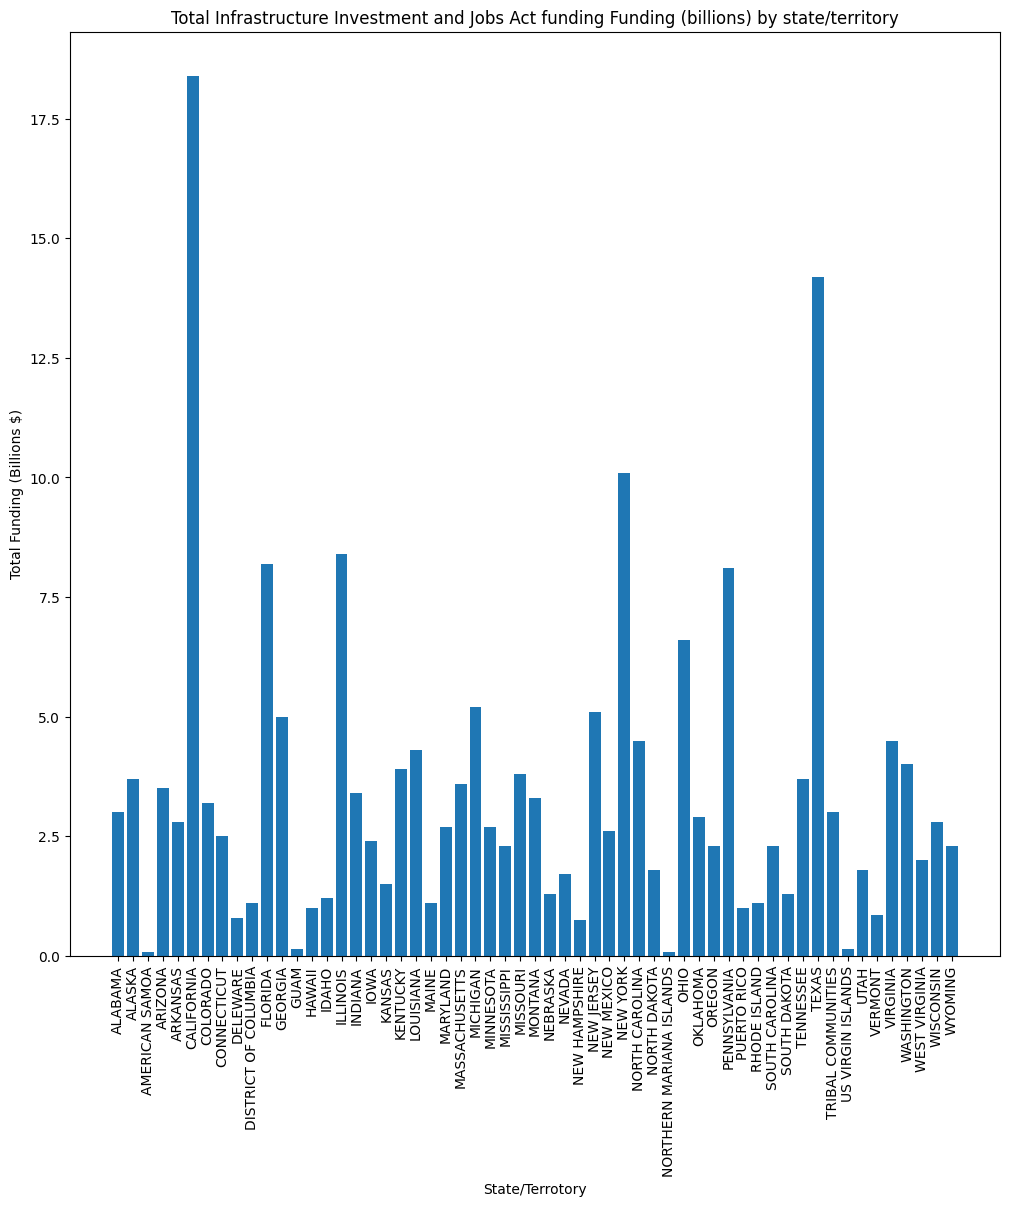 Total Infrastructure Investment and Jobs Act funding Funding (billions) by state/territory
Total Funding (Billions $)
17.5
15.0
12.5
10.0
7.5
5.0
2.5
0.0
ALABAMA
ALASKA
AMERICAN SAMOA
ARIZONA
ARKANSAS
CALIFORNIA
COLORADO
CONNECTICUT
DELEWARE
DISTRICT OF COLUMBIA
FLORIDA
GEORGIA
GUAM
HAWAII
IDAHO
ILLINOIS
INDIANA
IOWA
KANSAS
KENTUCKY
LOUISIANA
MAINE
MARYLAND
MASSACHUSETTS
MICHIGAN
MINNESOTA
MISSISSIPPI
MISSOURI
MONTANA
NEBRASKA
NEVADA
NEW HAMPSHIRE
NEW JERSEY
NEW MEXICO
NEW YORK
NORTH CAROLINA
NORTH DAKOTA
NORTHERN MARIANA ISLANDS
OHIO
OKLAHOMA
OREGON
PENNSYLVANIA
PUERTO RICO
RHODE ISLAND
SOUTH CAROLINA
SOUTH DAKOTA
TENNESSEE
TEXAS
TRIBAL COMMUNITIES
US VIRGIN ISLANDS
UTAH
VERMONT
VIRGINIA
WASHINGTON
WEST VIRGINIA
WISCONSIN
WYOMING
State/Terrotory